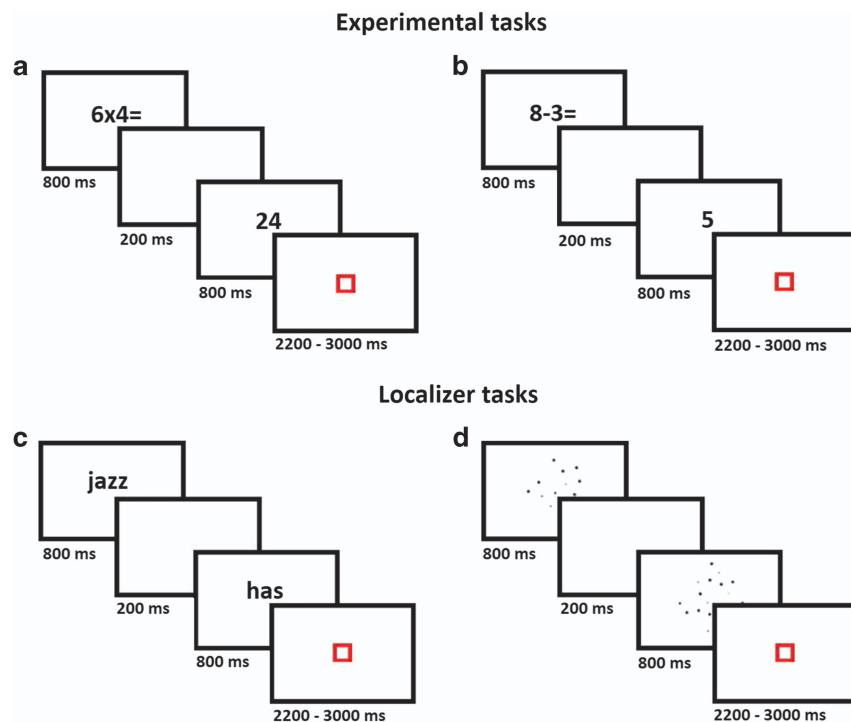 Experimental tasks
a
6x4=
800 ms
200 ms
24
800 ms
2200 - 3000 ms
b
8-3=
800 ms
200 ms
5
800 ms
2200 - 3000 ms
Localizer tasks
c
jazz
800 ms
200 ms
has
800 ms
2200 - 3000 ms
d
800 ms
200 ms
800 ms
2200 - 3000 ms